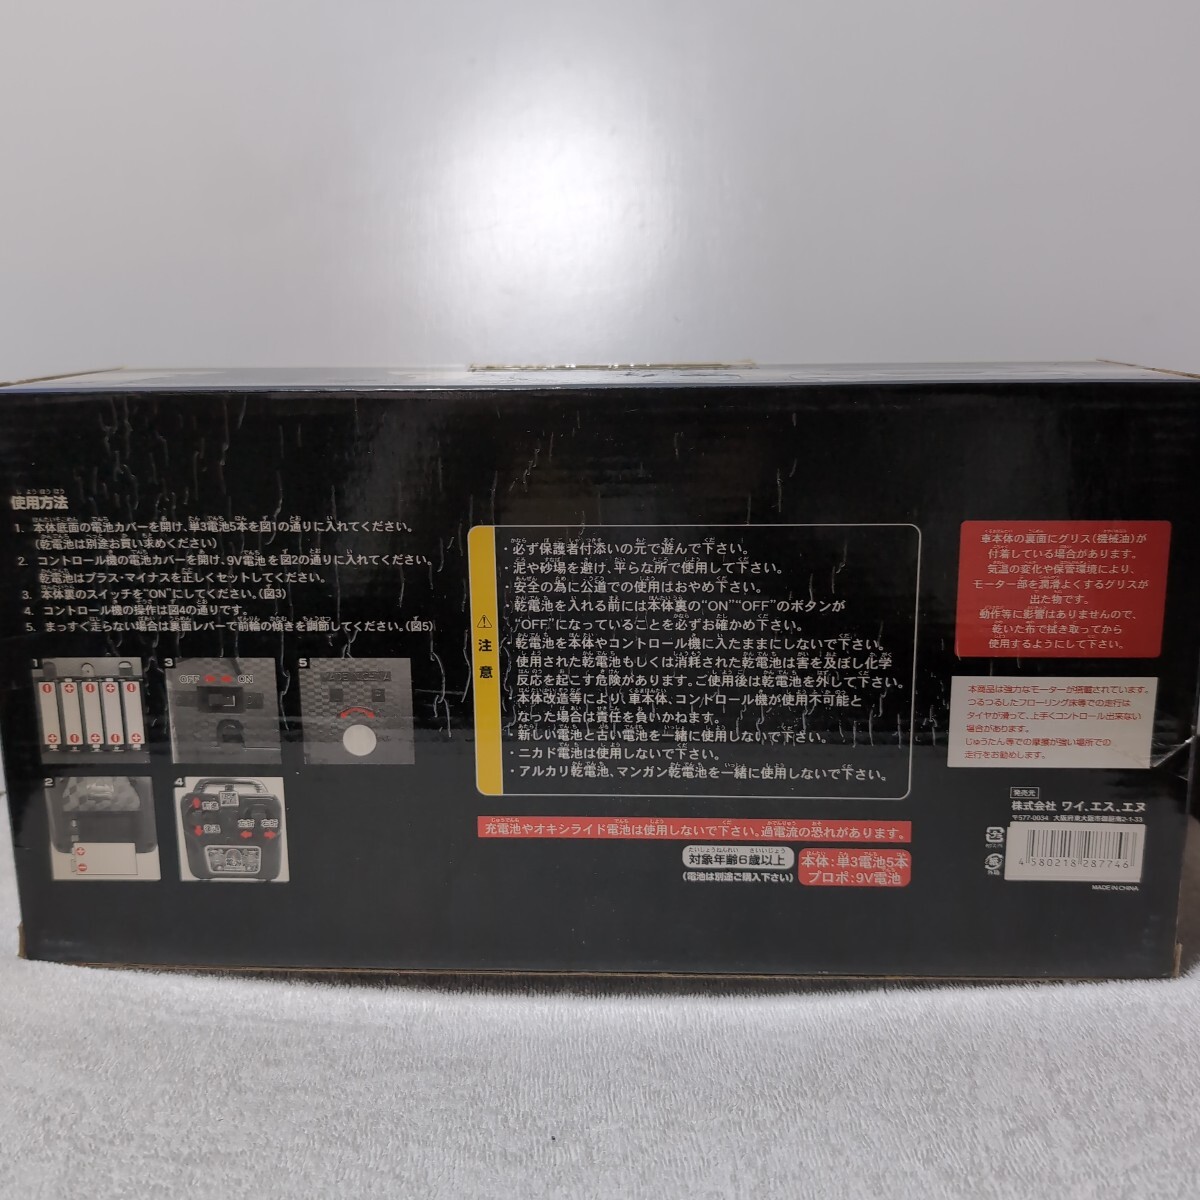 使用方法
1. 本体底面の電池カバーを開け、単3電池5本を図1の通りに入れてください。
(乾電池は別途お買い求めください)
2. コントロール機の電池カバーを開け、9V電池を図2の通りに入れてください。
乾電池はプラス・マイナスを正しくセットしてください。
3. 本体裏のスイッチを"ON"にしてください。(図3)
4. コントロール機の操作は図4の通りです。
5. まっすぐ走らない場合は裏面レバーで前輪の傾きを調節してください。(図5)
1
3
OFF ON
5
2
4
前進
後退
左折 右折
注意
・必ず保護者付添いの元で遊んで下さい。
・泥や砂場を避け、平らな所で使用して下さい。
・安全の為に公道での使用はおやめ下さい。
・乾電池を入れる前には本体裏の"ON""OFF"のボタンが
"OFF"になっていることを必ずお確かめ下さい。
・乾電池を本体やコントロール機に入たままにしないで下さい。
使用された乾電池もしくは消耗された乾電池は害を及ぼし化学
反応を起こす危険があります。ご使用後は乾電池を外して下さい。
・本体改造等により、車本体、コントロール機が使用不可能と
なった場合は責任を負いかねます。
・新しい電池と古い電池を一緒に使用しないで下さい。
・ニカド電池は使用しないで下さい。
・アルカリ乾電池、マンガン乾電池を一緒に使用しないで下さい。
充電池やオキシライド電池は使用しないで下さい。過電流の恐れがあります。
対象年齢6歳以上
(電池は別途ご購入下さい)
本体:単3電池5本
プロポ:9V電池
車本体の裏面にグリス(機械油)が
付着している場合があります。
気温の変化や保管環境により、
モーター部を潤滑よくするグリスが
出た物です。
動作等に影響はありませんので、
乾いた布で拭き取ってから
使用するようにして下さい。
本商品は強力なモーターが搭載されています。
つるつるしたフローリング床等での走行は
タイヤが滑って、上手くコントロール出来ない
場合があります。
じゅうたん等での摩擦が強い場所での
走行をお勧めします。
発売元
株式会社 ワイ.エス.エヌ
〒577-0034 大阪府東大阪市御厨南2-1-33
プラ
紙
外箱
4 580218 287746
MADE IN CHINA